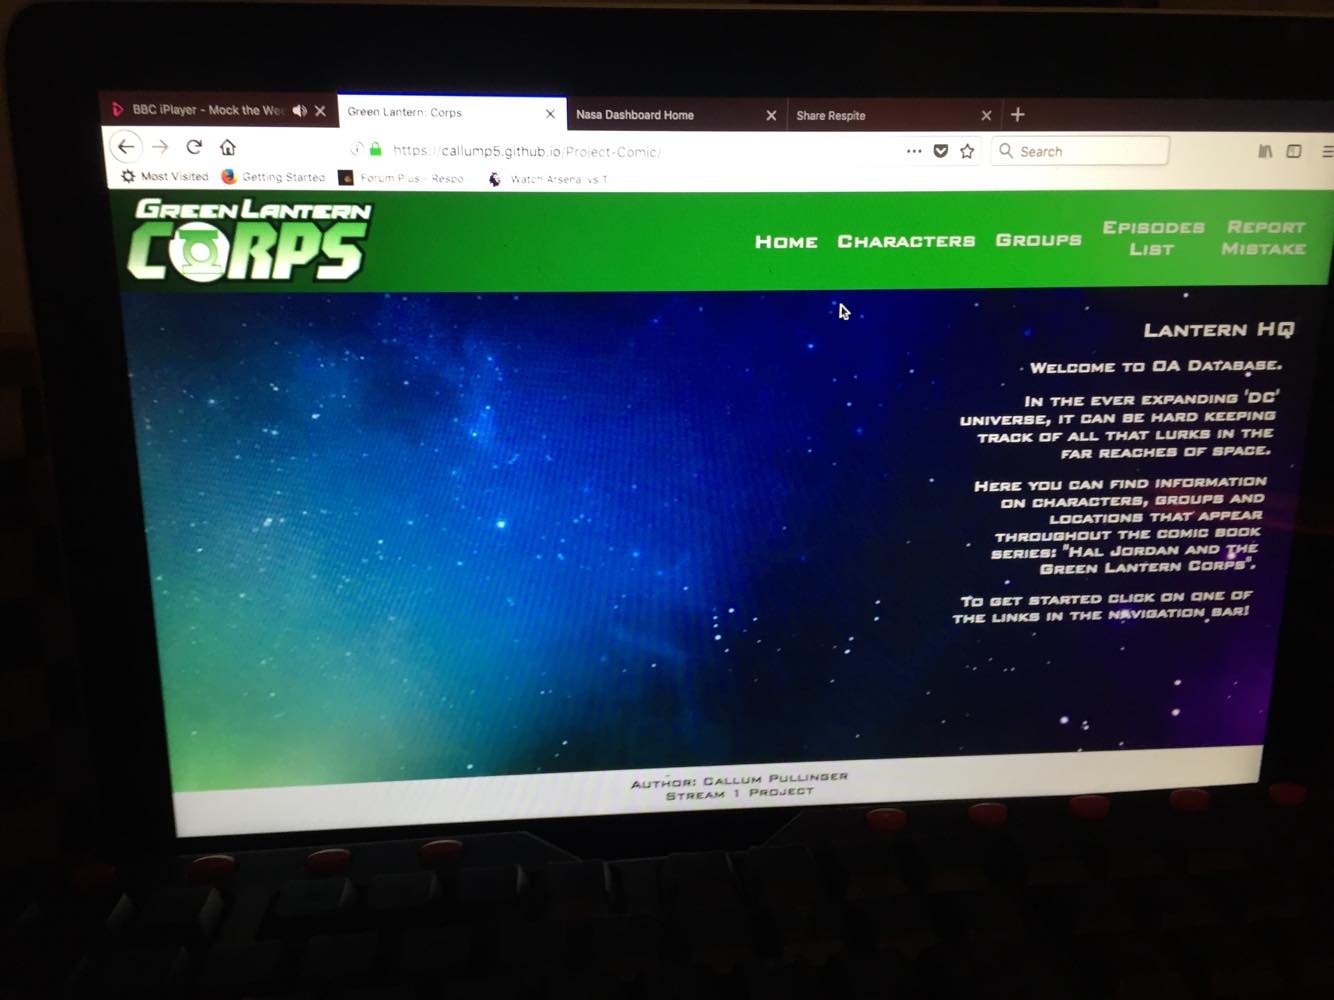 BBC iPlayer - Mock the We
Green Lantern: Corps
Nasa Dashboard Home
Share Respite
https://callump5.github.io/Project-Comic/
Search
Most Visited
Getting Started
Forum Plus - Respo
Watch Arsenal vs T
GREEN LANTERN
CORPS
HOME
CHARACTERS
GROUPS
EPISODES
LIST
REPORT
MISTAKE
LANTERN HQ
WELCOME TO OA DATABASE.
IN THE EVER EXPANDING 'DC'
UNIVERSE, IT CAN BE HARD KEEPING
TRACK OF ALL THAT LURKS IN THE
FAR REACHES OF SPACE.
HERE YOU CAN FIND INFORMATION
ON CHARACTERS, GROUPS AND
LOCATIONS THAT APPEAR
THROUGHOUT THE COMIC BOOK
SERIES: "HAL JORDAN AND THE
GREEN LANTERN CORPS".
TO GET STARTED CLICK ON ONE OF
THE LINKS IN THE NAVIGATION BAR!
AUTHOR: CALLUM PULLINGER
STREAM 1 PROJECT